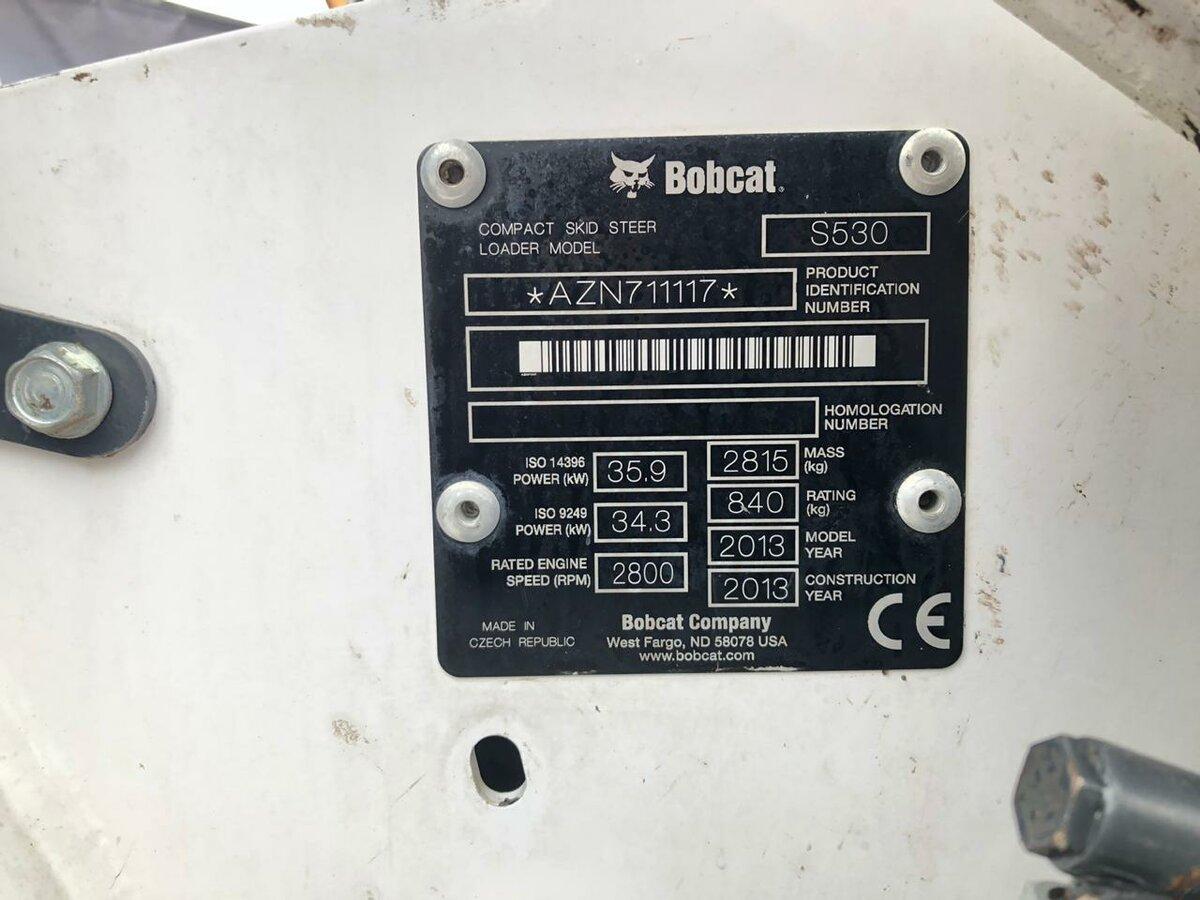 Bobcat
COMPACT SKID STEER
LOADER MODEL
S530
*AZN711117*
PRODUCT
IDENTIFICATION
NUMBER
HOMOLOGATION
NUMBER
ISO 14396
POWER (kW)
35.9
2815
MASS
(kg)
ISO 9249
POWER (kW)
34.3
840
RATING
(kg)
RATED ENGINE
SPEED (RPM)
2800
2013
MODEL
YEAR
2013
CONSTRUCTION
YEAR
MADE IN
CZECH REPUBLIC
Bobcat Company
West Fargo, ND 58078 USA
www.bobcat.com
CE